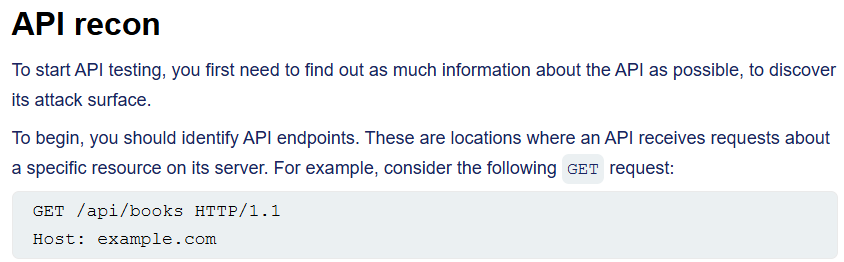 API recon
To start API testing, you first need to find out as much information about the API as possible, to discover
its attack surface.
To begin, you should identify API endpoints. These are locations where an API receives requests about
a specific resource on its server. For example, consider the following GET request:
GET /api/books HTTP/1.1
Host: example.com